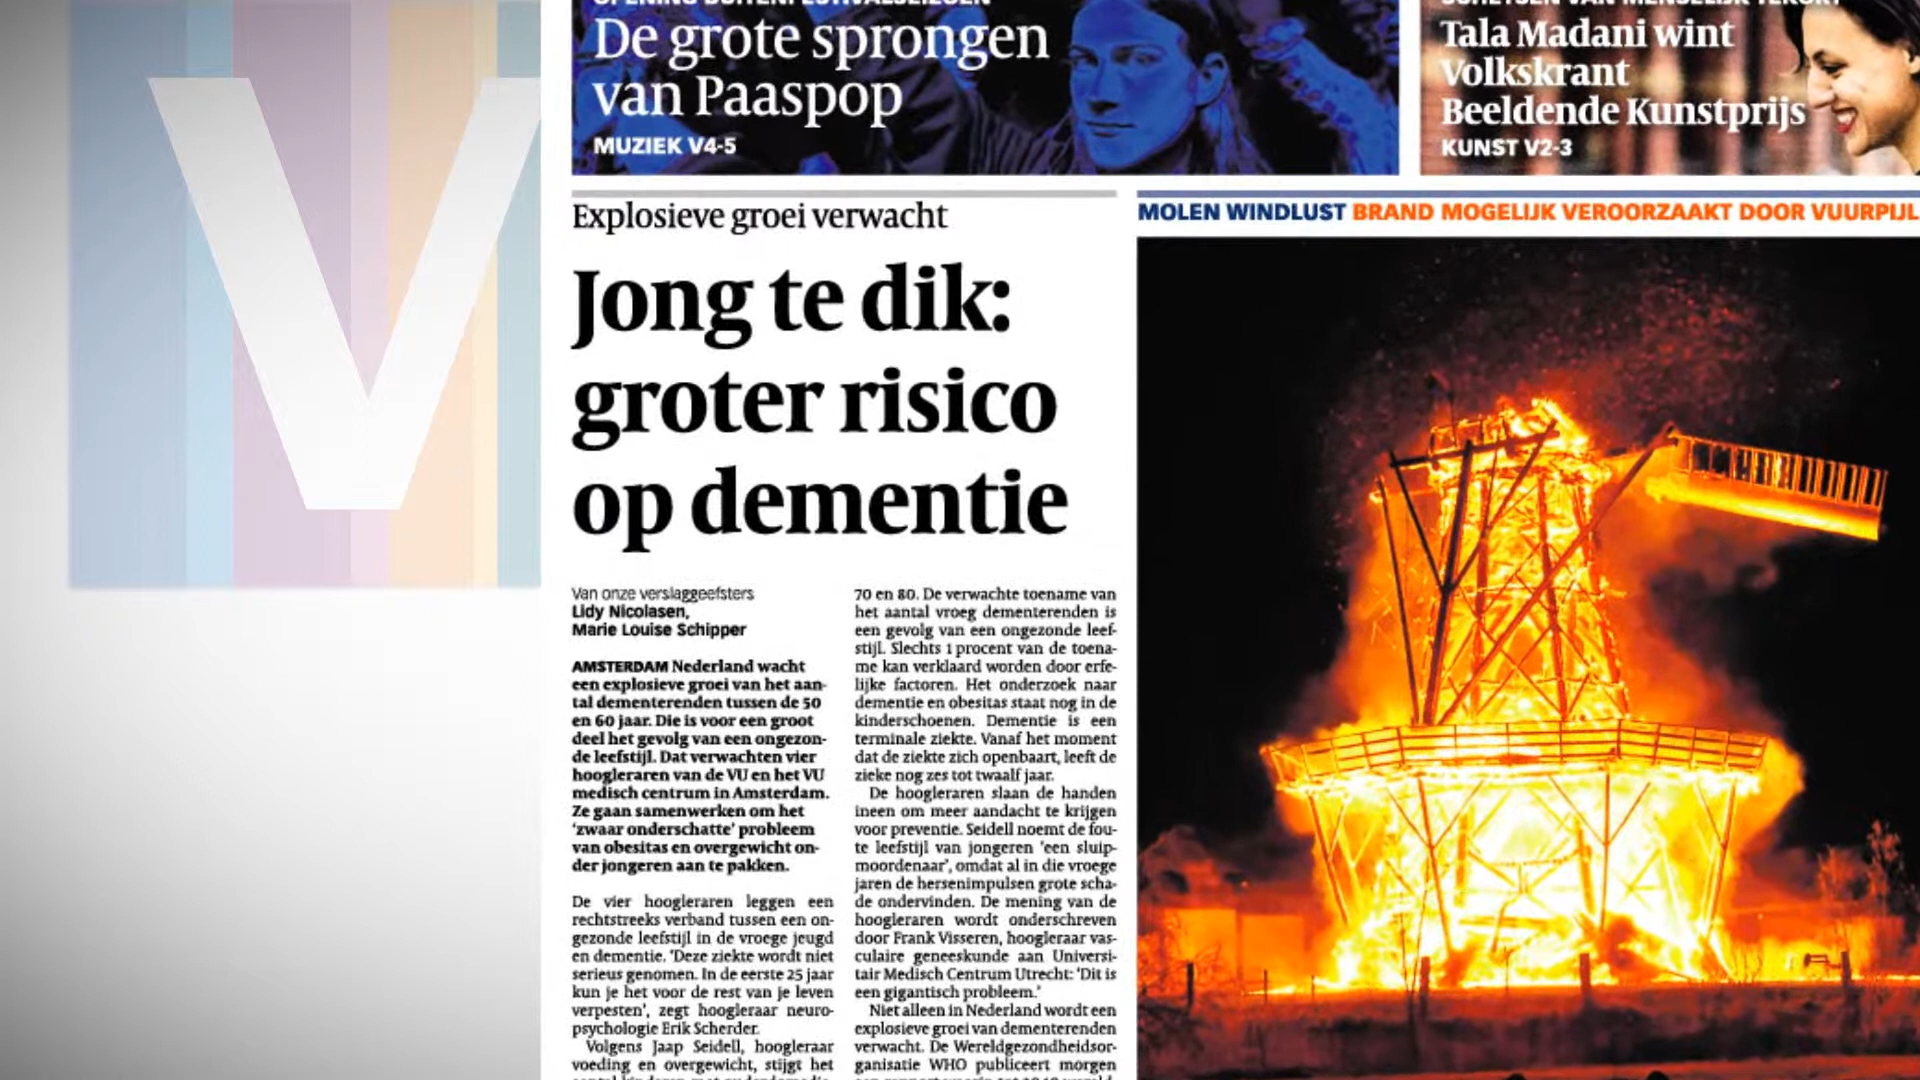 V
De grote sprongen
van Paaspop
MUZIEK V4-5
Tala Madani wint
Volkskrant
Beeldende Kunstprijs
KUNST V2-3
Explosieve groei verwacht
Jong te dik:
groter risico
op dementie
Van onze verslaggeefsters
Lidy Nicolasen,
Marie Louise Schipper
AMSTERDAM Nederland wacht
een explosieve groei van het aan-
tal dementerenden tussen de 50
en 60 jaar. Die is voor een groot
deel het gevolg van een ongezon-
de leefstijl. Dat verwachten vier
hoogleraren van de VU en het VU
medisch centrum in Amsterdam.
Ze gaan samenwerken om het
‘zwaar onderschatte’ probleem
van obesitas en overgewicht on-
der jongeren aan te pakken.
De vier hoogleraren leggen een
rechtstreeks verband tussen een on-
gezonde leefstijl in de vroege jeugd
en dementie. ‘Deze ziekte wordt niet
serieus genomen. In de eerste 25 jaar
kun je het voor de rest van je leven
verpesten’, zegt hoogleraar neuro-
psychologie Erik Scherder.
Volgens Jaap Seidell, hoogleraar
voeding en overgewicht, stijgt het
70 en 80. De verwachte toename van
het aantal vroeg dementerenden is
een gevolg van een ongezonde leef-
stijl. Slechts 1 procent van de toena-
me kan verklaard worden door erfe-
lijke factoren. Het onderzoek naar
dementie en obesitas staat nog in de
kinderschoenen. Dementie is een
terminale ziekte. Vanaf het moment
dat de ziekte zich openbaart, leeft de
zieke nog zes tot twaalf jaar.
De hoogleraren slaan de handen
ineen om meer aandacht te krijgen
voor preventie. Seidell noemt de fou-
te leefstijl van jongeren ‘een sluip-
moordenaar’, omdat al in die vroege
jaren de hersenimpulsen grote scha-
de ondervinden. De mening van de
hoogleraren wordt onderschreven
door Frank Visseren, hoogleraar vas-
culaire geneeskunde aan Universi-
tair Medisch Centrum Utrecht: ‘Dit is
een gigantisch probleem.’
Niet alleen in Nederland wordt een
explosieve groei van dementerenden
verwacht. De Wereldgezondheidsor-
ganisatie WHO publiceert morgen
MOLEN WINDLUST BRAND MOGELIJK VEROORZAAKT DOOR VUURPIJL